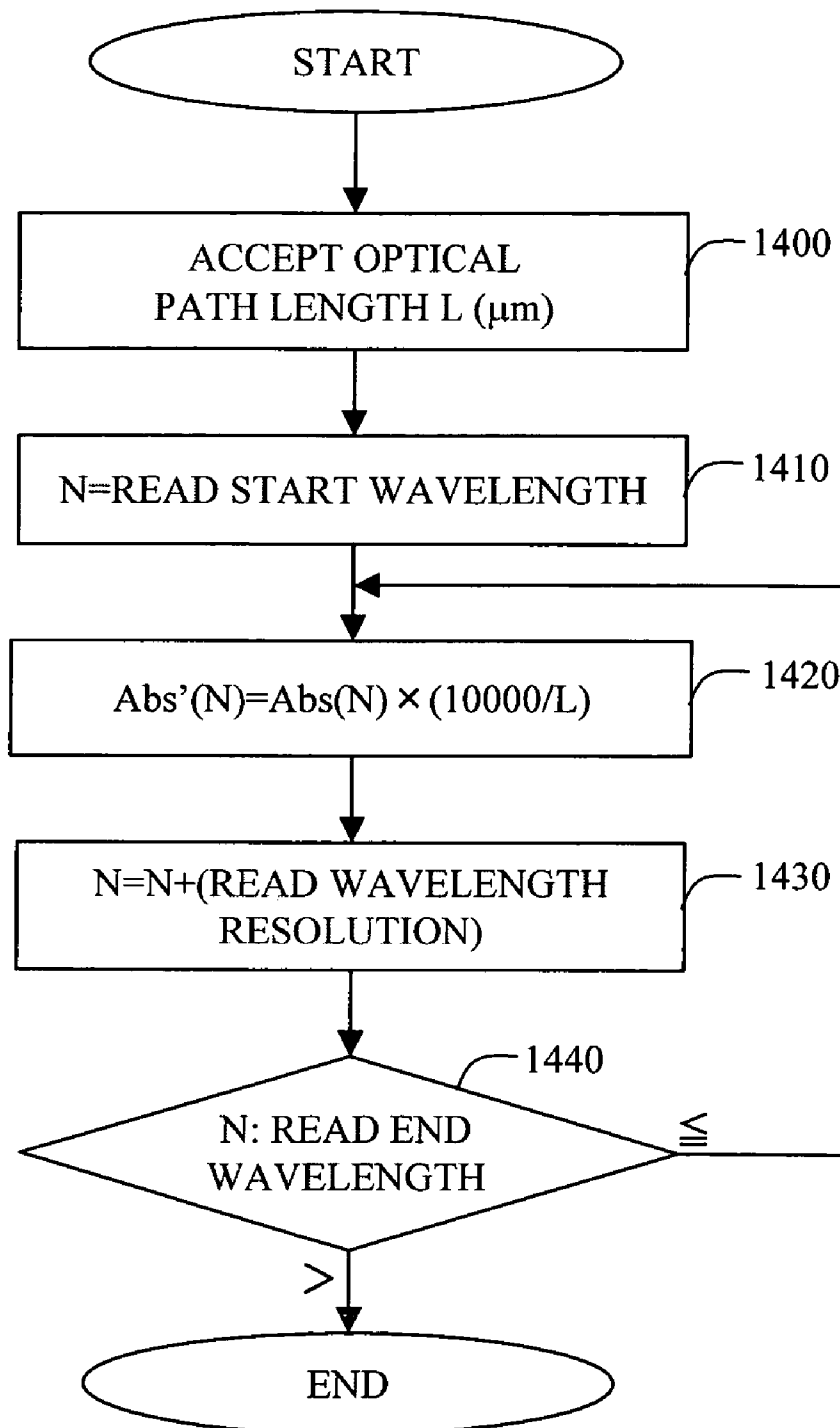 START
ACCEPT OPTICAL
PATH LENGTH L (μm)
1400
N=READ START WAVELENGTH
1410
Abs’(N)=Abs(N)×(10000/L)
1420
N=N+(READ WAVELENGTH
RESOLUTION)
1430
1440
N: READ END
WAVELENGTH
≦
>
END